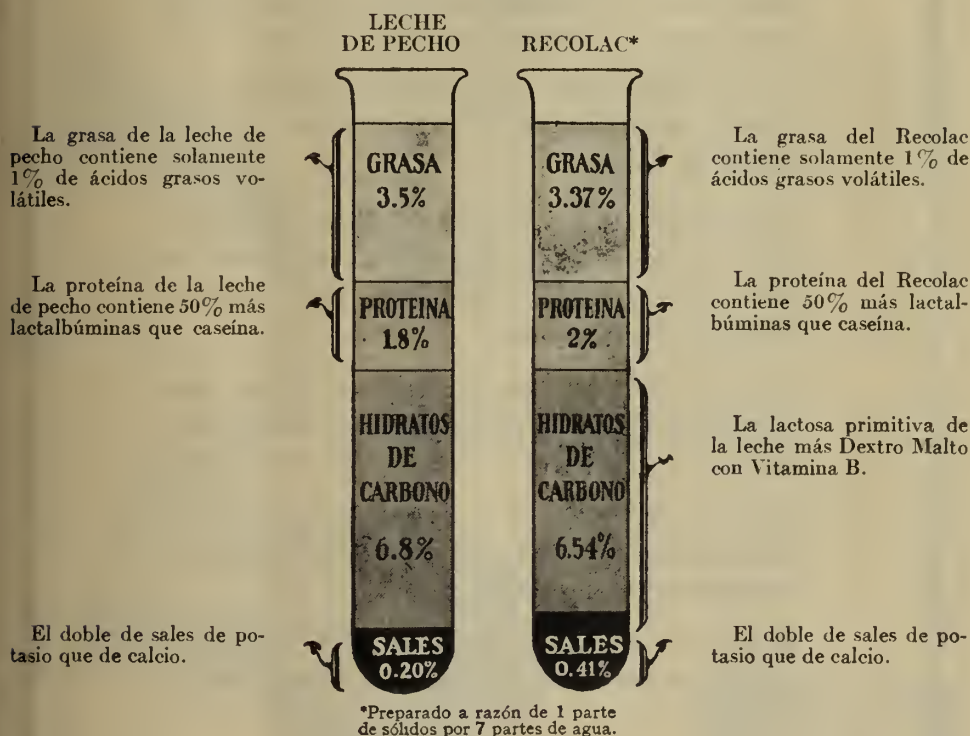 LECHE
DE PECHO
RECOLAC*
La grasa de la leche de
pecho contiene solamente
1% de ácidos grasos vo-
látiles.
GRASA
3.5%
GRASA
3.37%
La grasa del Recolac
contiene solamente 1% de
ácidos grasos volátiles.
La proteína de la leche
de pecho contiene 50% más
lactalbúminas que caseína.
PROTEINA
1.8%
PROTEINA
2%
La proteína del Recolac
contiene 50% más lactal-
búminas que caseína.
HIDRATOS
DE
CARBONO
6.8%
HIDRATOS
DE
CARBONO
6.54%
La lactosa primitiva de
la leche más Dextro Malto
con Vitamina B.
El doble de sales de po-
tasio que de calcio.
SALES
0.20%
SALES
0.41%
El doble de sales de po-
tasio que de calcio.
*Preparado a razón de 1 parte
de sólidos por 7 partes de agua.